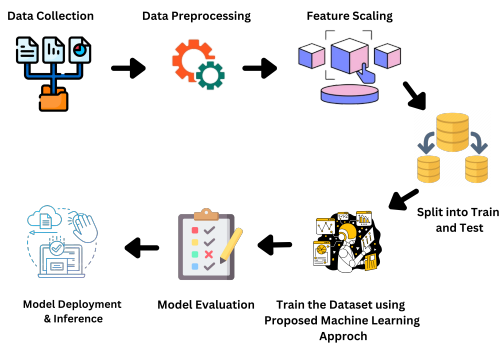 Data Collection
Data Preprocessing
Feature Scaling
Split into Train
and Test
Train the Dataset using
Proposed Machine Learning
Approch
Model Evaluation
Model Deployment
& Inference